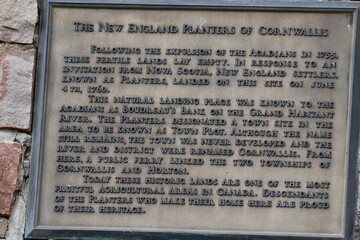 The New England Planters of Cornwallis
Following the expulsion of the Acadians in 1755,
these fertile lands lay empty. In response to an
invitation from Nova Scotia, New England settlers,
known as Planters, landed on this site on June
4th, 1760.
This natural landing place was known to the
Acadians as Boudreau's Bank on the Grand Habitant
River. The Planters designated a town site in the
area to be known as Town Plot. Although the name
still remains, the town was never developed and the
river and district were renamed Cornwallis. From
here, a public ferry linked the two townships of
Cornwallis and Horton.
Today these historic lands are one of the most
fruitful agricultural areas in Canada. Descendants
of the Planters who make their home here are proud
of their heritage.